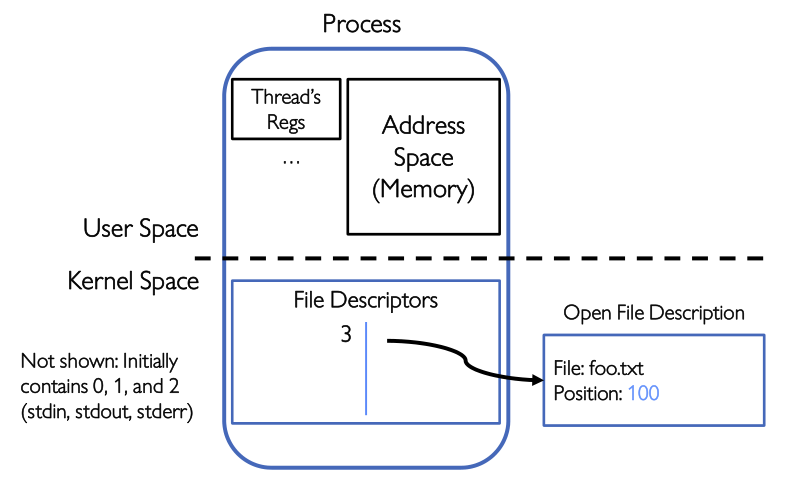 Process
Thread's
Regs
...
Address
Space
(Memory)
User Space
Kernel Space
File Descriptors
3
Not shown: Initially
contains 0, 1, and 2
(stdin, stdout, stderr)
Open File Description
File: foo.txt
Position: 100